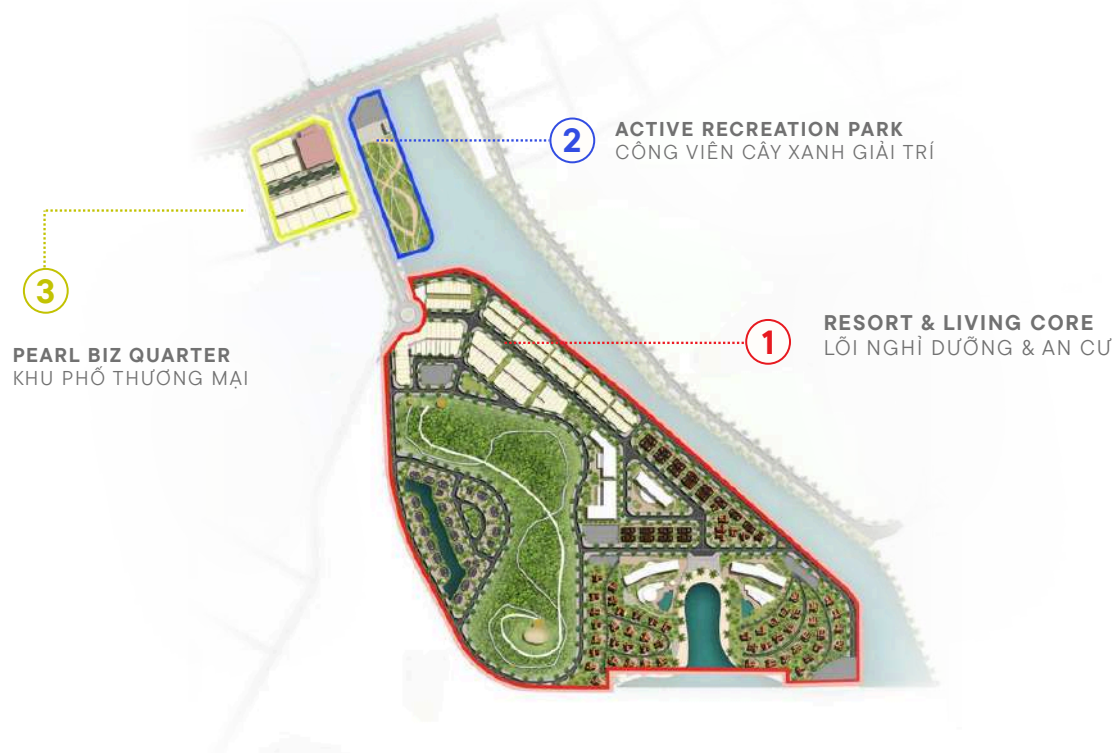 2
ACTIVE RECREATION PARK
CÔNG VIÊN CÂY XANH GIẢI TRÍ
3
PEARL BIZ QUARTER
KHU PHỐ THƯƠNG MẠI
1
RESORT & LIVING CORE
LÕI NGHỈ DƯỠNG & AN CƯ